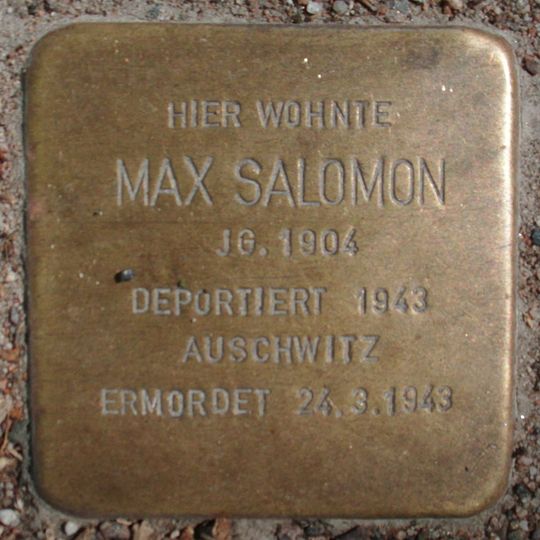 HIER WOHNTE
MAX SALOMON
JG. 1904
DEPORTIERT 1943
AUSCHWITZ
ERMORDET 24.3.1943